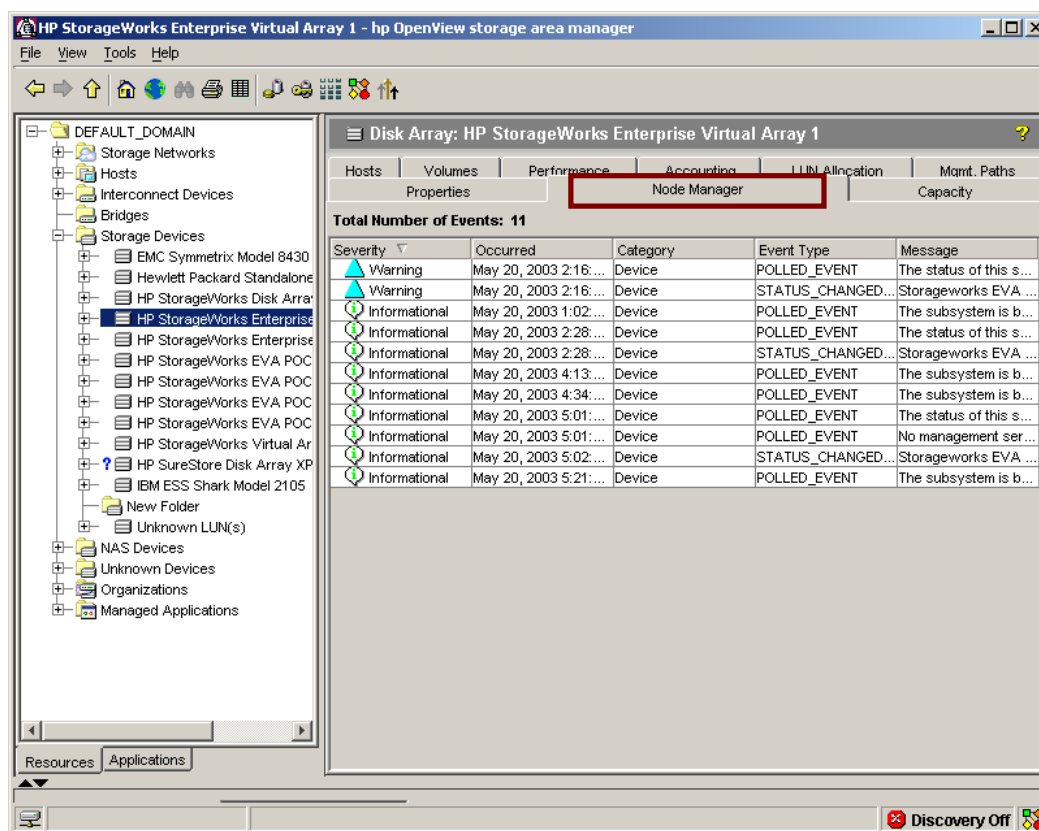 HP StorageWorks Enterprise Virtual Array 1 - hp OpenView storage area manager
File View Tools Help
DEFAULT_DOMAIN
Storage Networks
Hosts
Interconnect Devices
Bridges
Storage Devices
EMC Symmetrix Model 8430
Hewlett Packard Standalone
HP StorageWorks Disk Array
HP StorageWorks Enterprise
HP StorageWorks Enterprise
HP StorageWorks EVA POC
HP StorageWorks EVA POC
HP StorageWorks EVA POC
HP StorageWorks EVA POC
HP StorageWorks Virtual Ar
? HP SureStore Disk Array XP
IBM ESS Shark Model 2105
New Folder
Unknown LUN(s)
NAS Devices
Unknown Devices
Organizations
Managed Applications
Resources Applications
Disk Array: HP StorageWorks Enterprise Virtual Array 1 ?
Hosts Volumes Performance Accounting LUN Allocation Mgmt. Paths
Properties Node Manager Capacity
Total Number of Events: 11
Severity Occurred Category Event Type Message
Warning May 20, 2003 2:16:... Device POLLED_EVENT The status of this s...
Warning May 20, 2003 2:16:... Device STATUS_CHANGED... Storageworks EVA ...
Informational May 20, 2003 1:02:... Device POLLED_EVENT The subsystem is b...
Informational May 20, 2003 2:28:... Device POLLED_EVENT The status of this s...
Informational May 20, 2003 2:28:... Device STATUS_CHANGED... Storageworks EVA ...
Informational May 20, 2003 4:13:... Device POLLED_EVENT The subsystem is b...
Informational May 20, 2003 4:34:... Device POLLED_EVENT The subsystem is b...
Informational May 20, 2003 5:01:... Device POLLED_EVENT The status of this s...
Informational May 20, 2003 5:01:... Device POLLED_EVENT No management ser...
Informational May 20, 2003 5:02:... Device STATUS_CHANGED... Storageworks EVA ...
Informational May 20, 2003 5:21:... Device POLLED_EVENT The subsystem is b...
Discovery Off